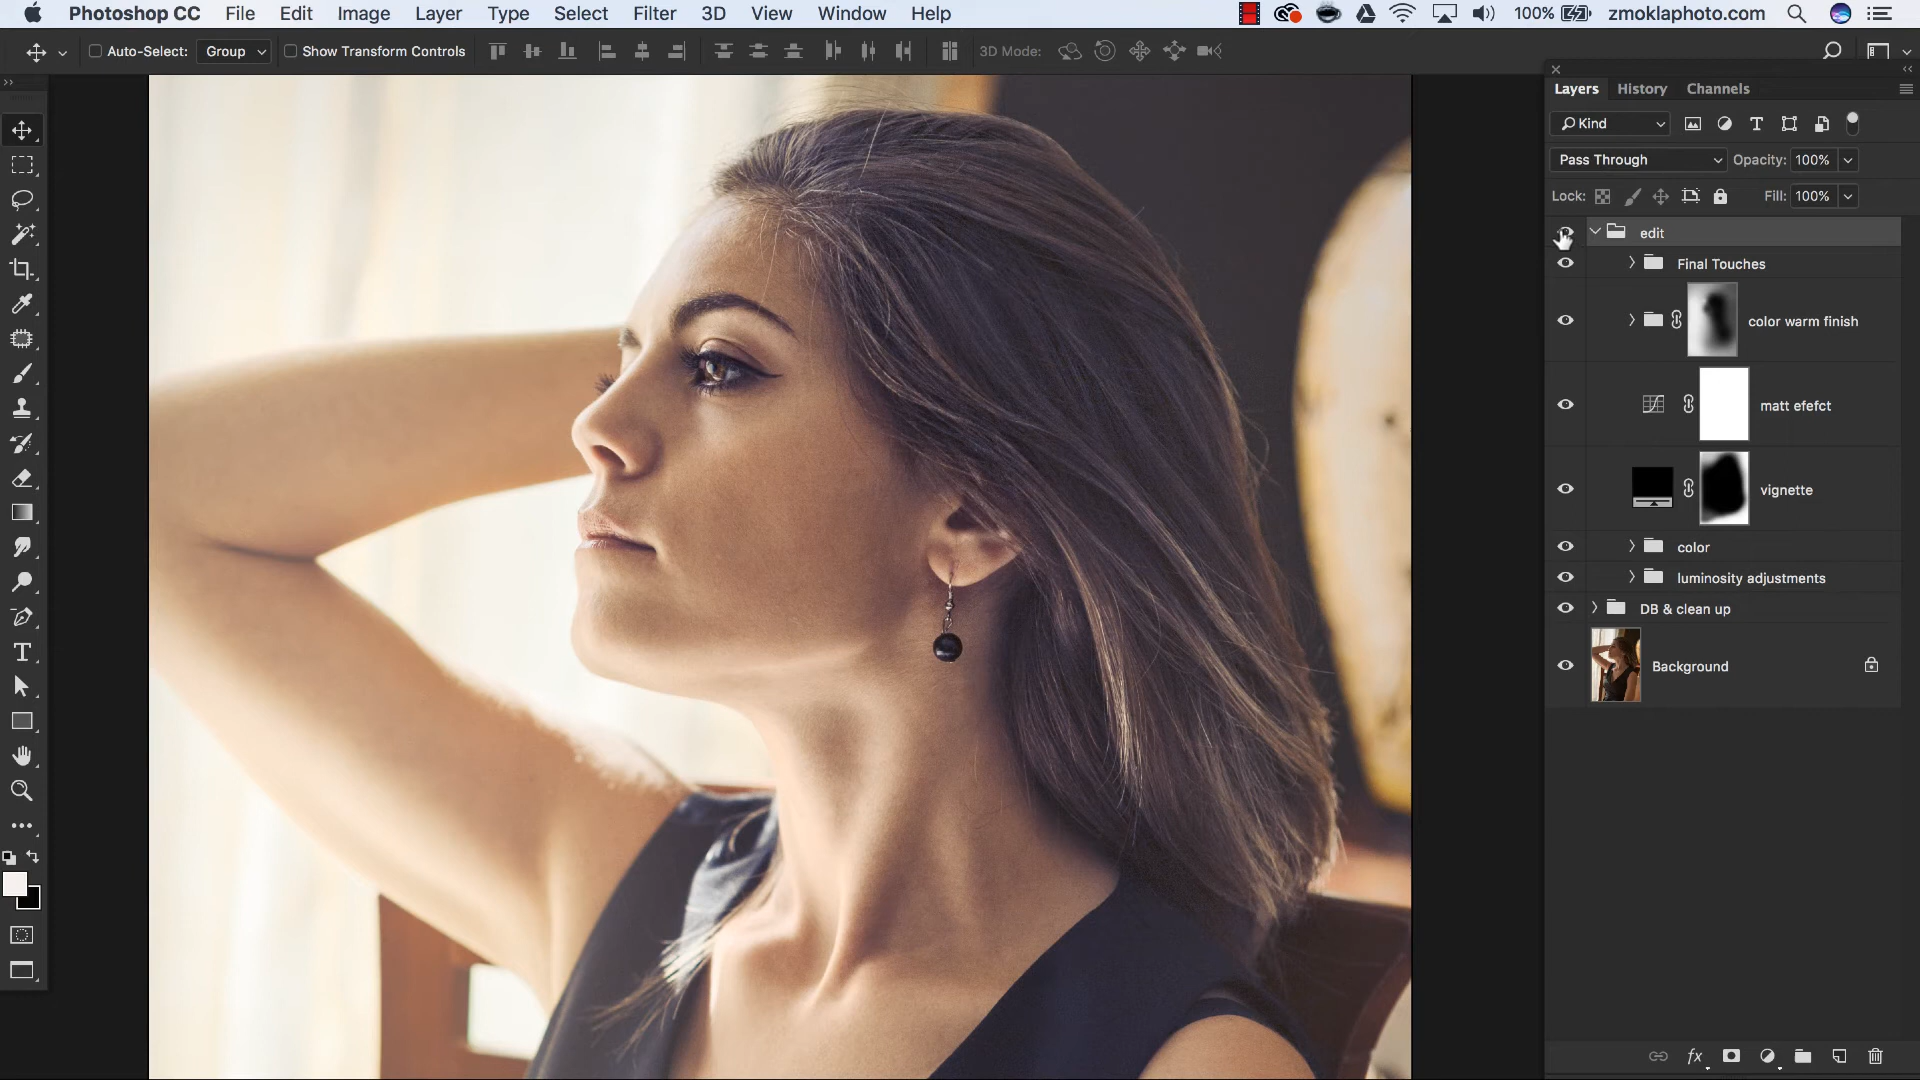 Photoshop CC File Edit Image Layer Type Select Filter 3D View Window Help 100% zmoklaphoto.com
Auto-Select: Group Show Transform Controls 3D Mode:
Layers History Channels
Kind
Pass Through Opacity: 100%
Lock: Fill: 100%
edit
Final Touches
color warm finish
matt efefct
vignette
color
luminosity adjustments
DB & clean up
Background
fx